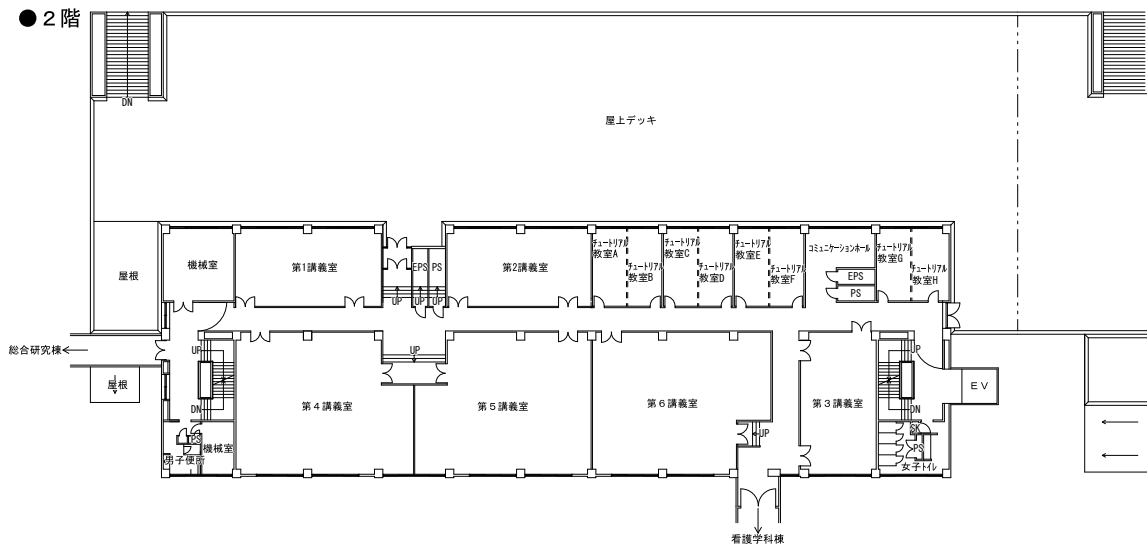 ●２階
DN
屋上デッキ
屋根
機械室
第1講義室
EPS
PS
UP
UP
UP
第2講義室
チュートリアル
教室A
チュートリアル
教室B
チュートリアル
教室C
チュートリアル
教室D
チュートリアル
教室E
チュートリアル
教室F
コミュニケーションホール
EPS
PS
チュートリアル
教室G
チュートリアル
教室H
総合研究棟
屋根
UP
DN
UP
第４講義室
第５講義室
第６講義室
UP
第３講義室
UP
DN
ＥＶ
PS
機械室
男子便所
SK
PS
女子トイレ
看護学科棟